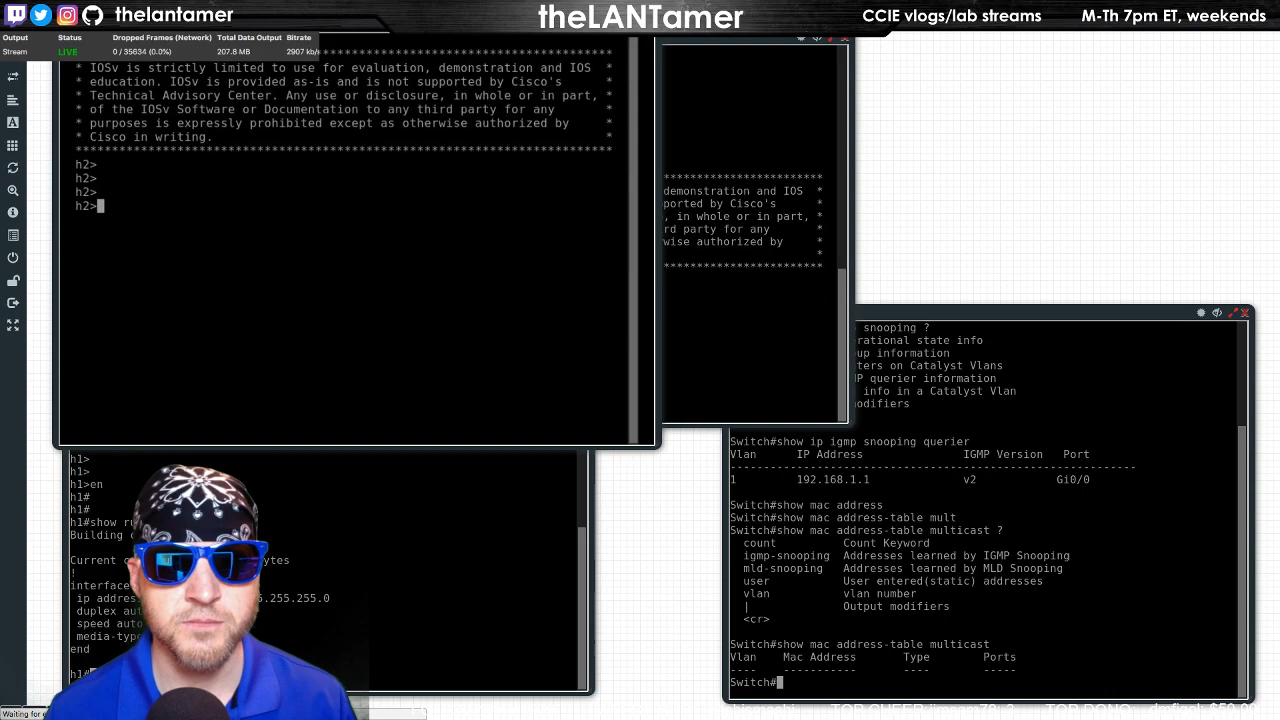 thelantamer
theLANTamer
CCIE vlogs/lab streams
M-Th 7pm ET, weekends
Output Status Dropped Frames (Network) Total Data Output Bitrate
Stream LIVE 0 / 35634 (0.0%) 207.8 MB 2907 kb/s
* IOSv is strictly limited to use for evaluation, demonstration and IOS *
* education. IOSv is provided as-is and is not supported by Cisco's *
* Technical Advisory Center. Any use or disclosure, in whole or in part, *
* of the IOSv Software or Documentation to any third party for any *
* purposes is expressly prohibited except as otherwise authorized by *
* Cisco in writing. *
h2>
h2>
h2>
h2>
demonstration and IOS *
ported by Cisco's *
, in whole or in part, *
rd party for any *
wise authorized by *
*
h1>
h1>
h1>en
h1#
h1#
h1#show ru
Building
Current
ytes
!
interface
ip addres
5.255.255.0
duplex au
speed auto
media-typ
end
h1#
snooping ?
erational state info
up information
ters on Catalyst Vlans
MP querier information
info in a Catalyst Vlan
modifiers
Switch#show ip igmp snooping querier
Vlan IP Address IGMP Version Port
1 192.168.1.1 v2 Gi0/0
Switch#show mac address
Switch#show mac address-table mult
Switch#show mac address-table multicast ?
count Count Keyword
igmp-snooping Addresses learned by IGMP Snooping
mld-snooping Addresses learned by MLD Snooping
user User entered(static) addresses
vlan vlan number
| Output modifiers
<cr>
Switch#show mac address-table multicast
Vlan Mac Address Type Ports
---- ----------- ---- -----
Switch#
Waiting for